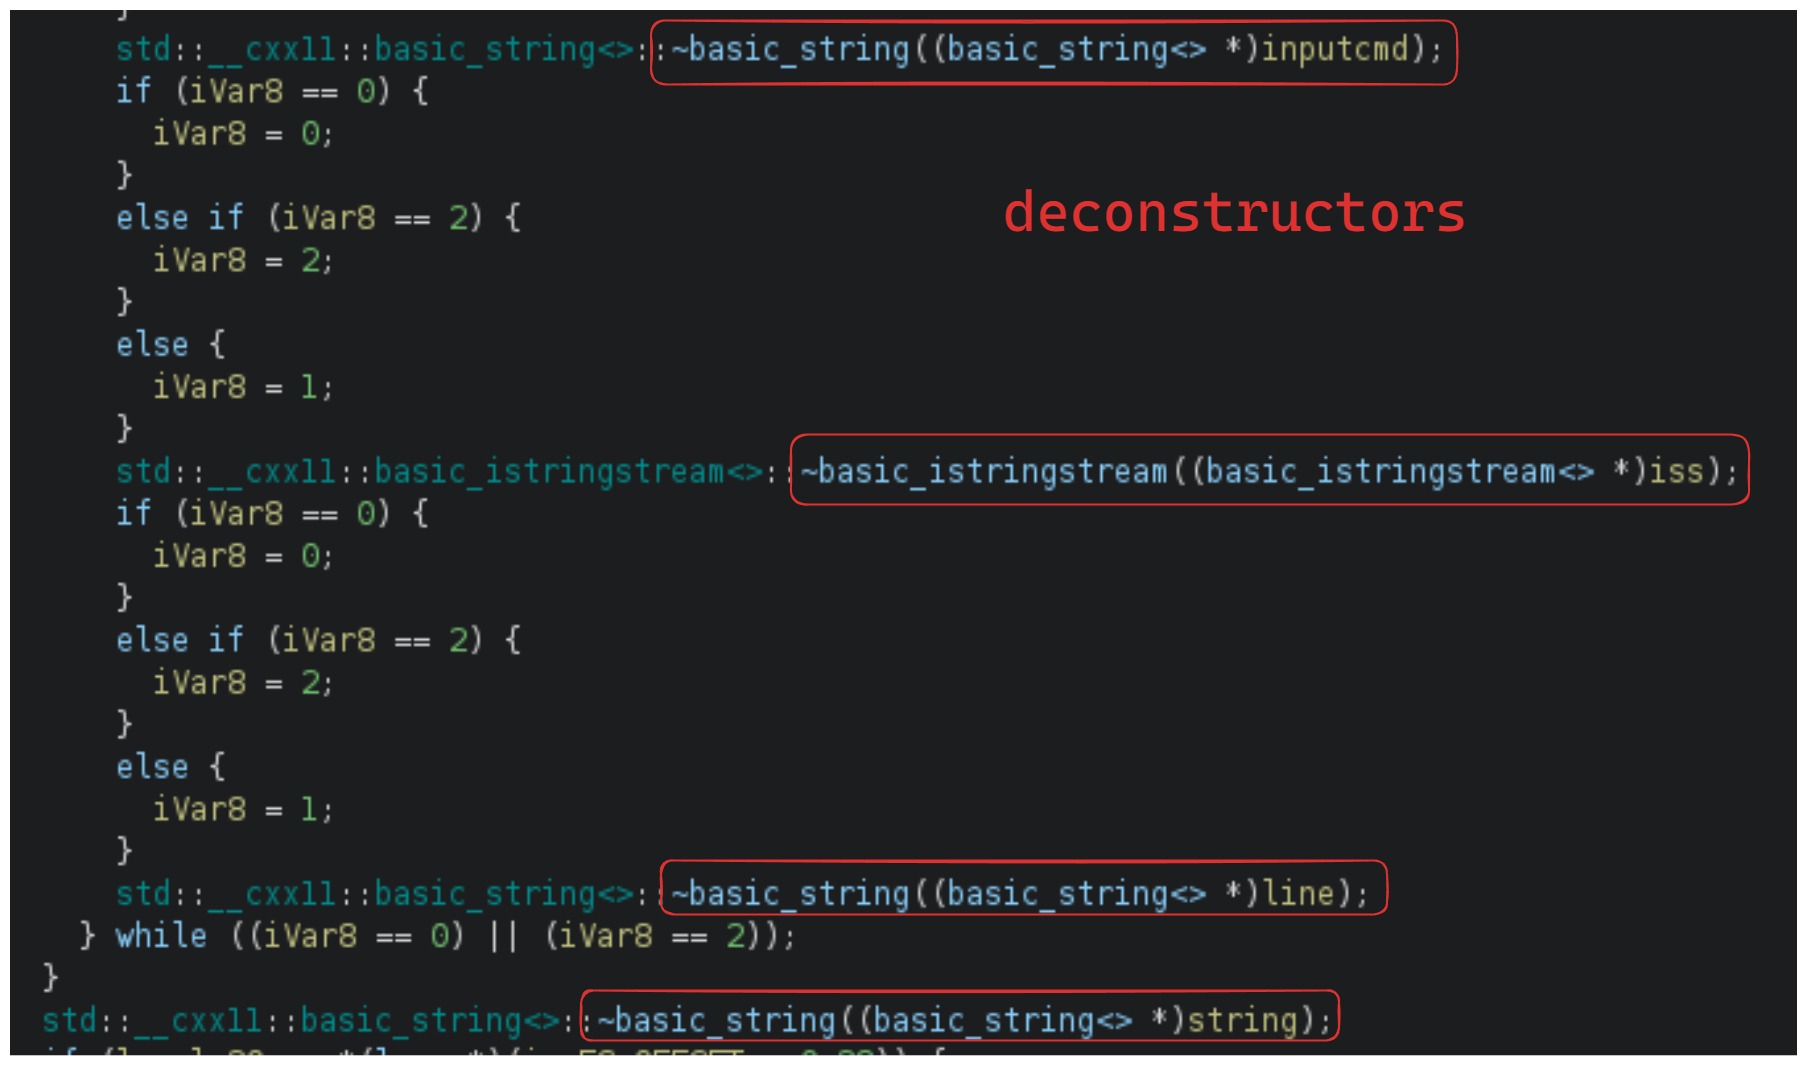 }
std::__cxx11::basic_string<>::~basic_string((basic_string<> *)inputcmd);
if (iVar8 == 0) {
iVar8 = 0;
}
else if (iVar8 == 2) {
deconstructors
iVar8 = 2;
}
else {
iVar8 = 1;
}
std::__cxx11::basic_istringstream<>::~basic_istringstream((basic_istringstream<> *)iss);
if (iVar8 == 0) {
iVar8 = 0;
}
else if (iVar8 == 2) {
iVar8 = 2;
}
else {
iVar8 = 1;
}
std::__cxx11::basic_string<>::~basic_string((basic_string<> *)line);
} while ((iVar8 == 0) || (iVar8 == 2));
}
std::__cxx11::basic_string<>::~basic_string((basic_string<> *)string);